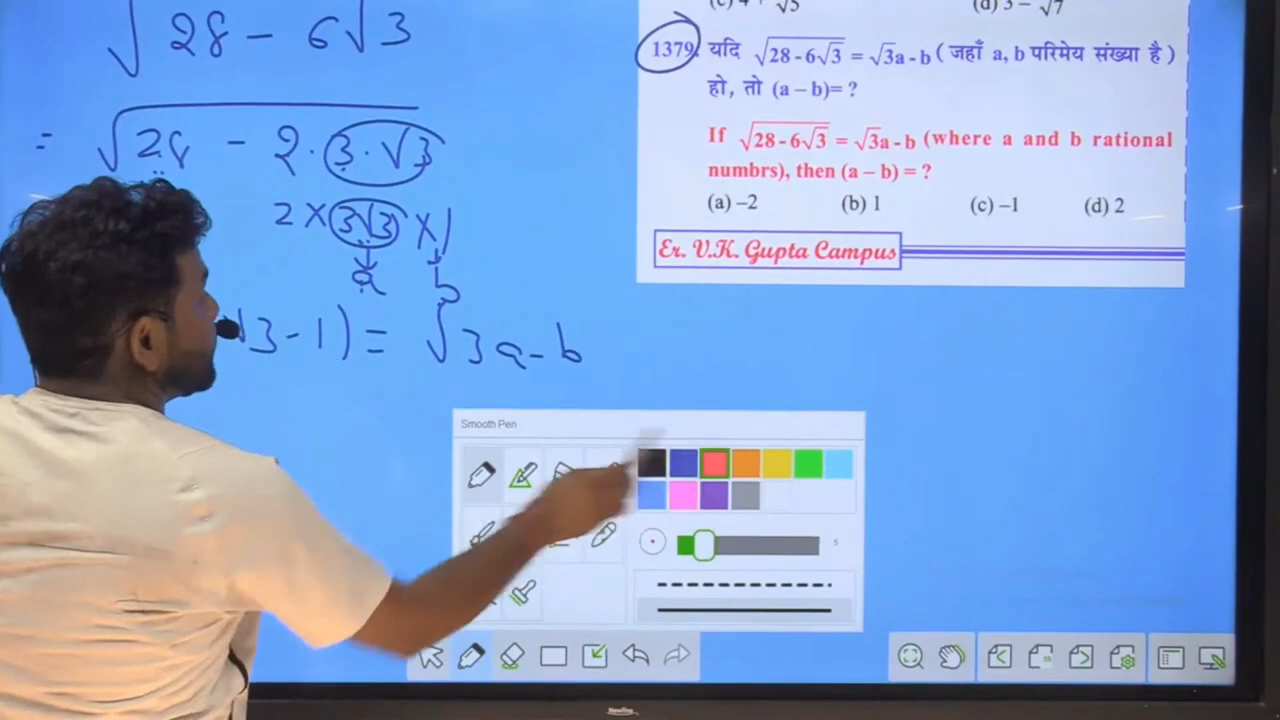 √28 - 6√3
= √28 - 2 · 3 · √3
2 × 3√3 × 1
a b
√3 - 1) = √3a - b
(d) 3 - √7
1379. यदि √28 - 6√3 = √3a - b ( जहाँ a, b परिमेय संख्या है )
हो, तो (a – b)= ?
If √28 - 6√3 = √3a - b (where a and b rational
numbrs), then (a – b) = ?
(a) –2 (b) 1 (c) –1 (d) 2
Er. V.K. Gupta Campus
Smooth Pen
5